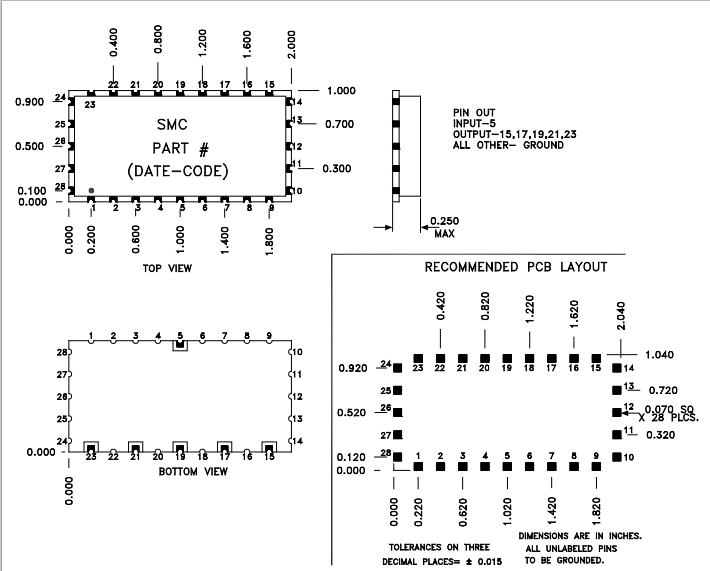 0.400
0.800
1.200
1.600
2.000
22 21 20 19 18 17 16 15
1.000
0.900
24
23
14
SMC
PIN OUT
INPUT-5
OUTPUT-15,17,19,21,23
ALL OTHER- GROUND
25
13
0.700
0.500
26
PART #
12
27
(DATE-CODE)
11
0.300
0.100
28
10
0.000
1 2 3 4 5 6 7 8 9
0.000
0.200
0.600
1.000
1.400
1.800
0.250
MAX
TOP VIEW
RECOMMENDED PCB LAYOUT
0.420
0.820
1.220
1.620
2.040
1 2 3 4 5 6 7 8 9
28
10
27
11
26
12
25
13
24
14
0.000
23 22 21 20 19 18 17 16 15
BOTTOM VIEW
0.000
1.040
0.920
24
23 22 21 20 19 18 17 16 15
14
25
13
0.720
0.520
26
12
0.070 SQ
X 28 PLCS.
27
11
0.320
0.120
28
1 2 3 4 5 6 7 8 9
10
0.000
0.000
0.220
0.620
1.020
1.420
1.820
TOLERANCES ON THREE
DECIMAL PLACES= ± 0.015
DIMENSIONS ARE IN INCHES.
ALL UNLABELED PINS
TO BE GROUNDED.